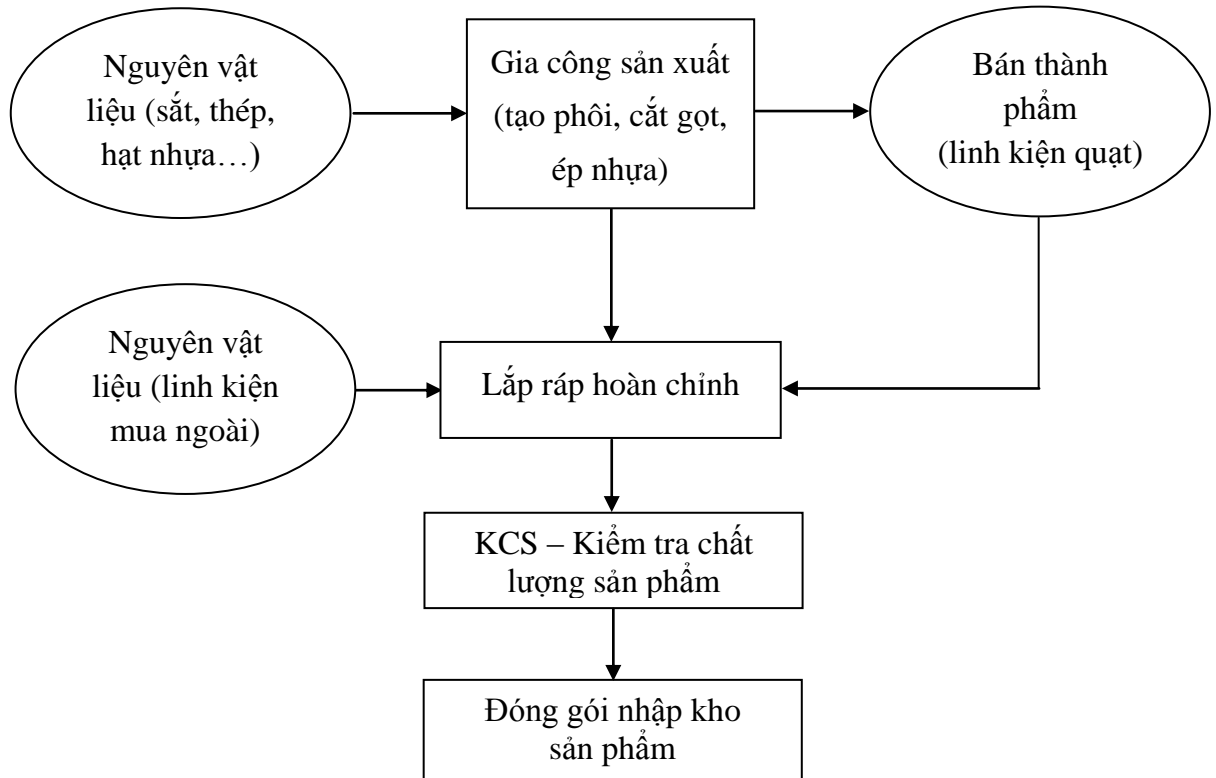 Nguyên vật
liệu (sắt, thép,
hạt nhựa…)
Gia công sản xuất
(tạo phôi, cắt gọt,
ép nhựa)
Bán thành
phẩm
(linh kiện quạt)
Nguyên vật
liệu (linh kiện
mua ngoài)
Lắp ráp hoàn chỉnh
KCS – Kiểm tra chất
lượng sản phẩm
Đóng gói nhập kho
sản phẩm